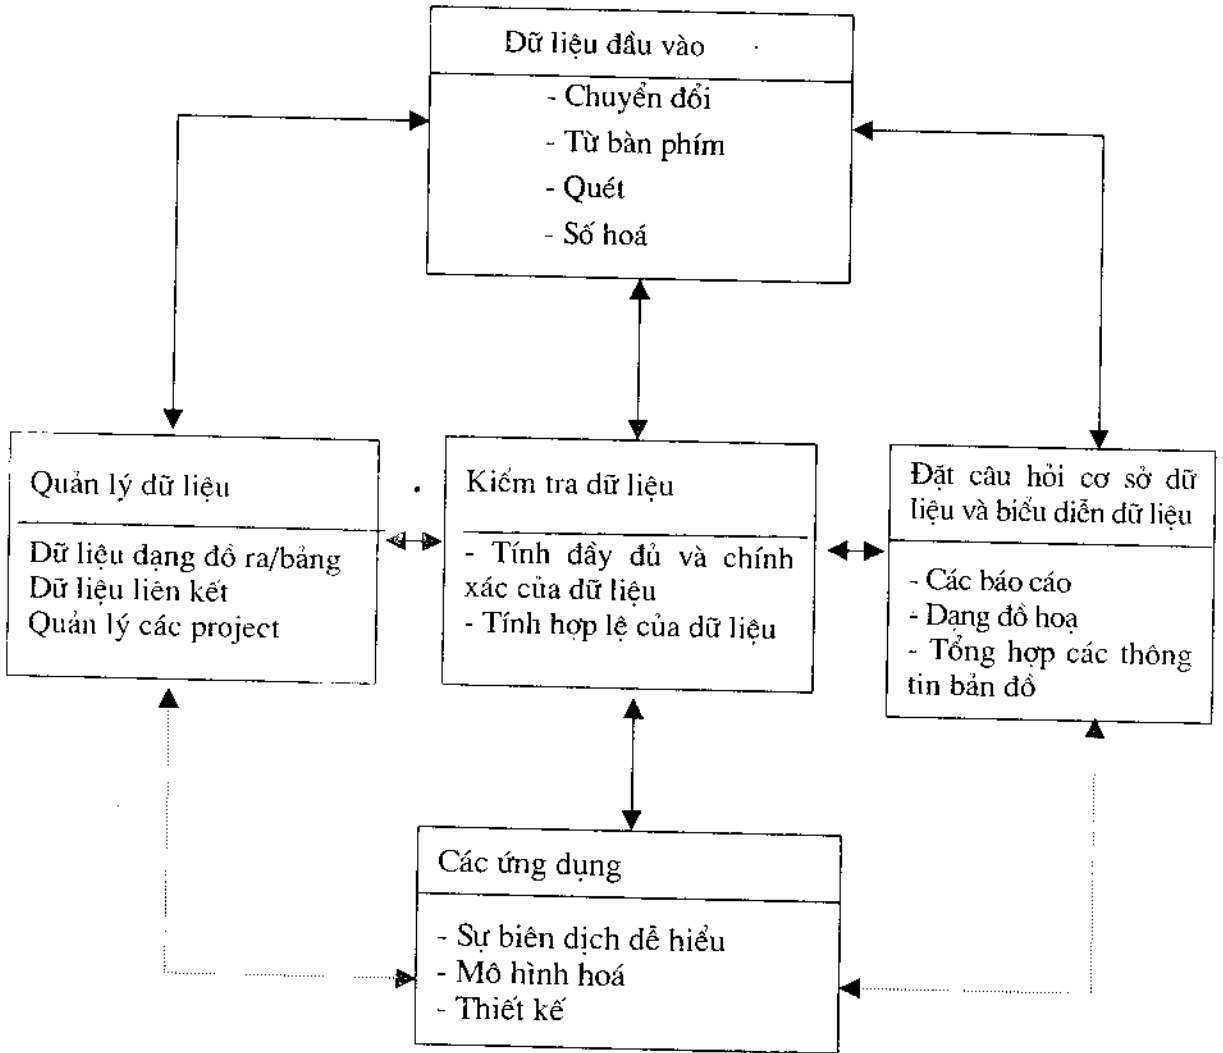 Dữ liệu đầu vào
- Chuyển đổi
- Từ bàn phím
- Quét
- Số hoá
Quản lý dữ liệu
Dữ liệu dạng đồ ra/bảng
Dữ liệu liên kết
Quản lý các project
Kiểm tra dữ liệu
- Tính đầy đủ và chính
xác của dữ liệu
- Tính hợp lệ của dữ liệu
Đặt câu hỏi cơ sở dữ
liệu và biểu diễn dữ liệu
- Các báo cáo
- Dạng đồ hoạ
- Tổng hợp các thông
tin bản đồ
Các ứng dụng
- Sự biên dịch dễ hiểu
- Mô hình hoá
- Thiết kế